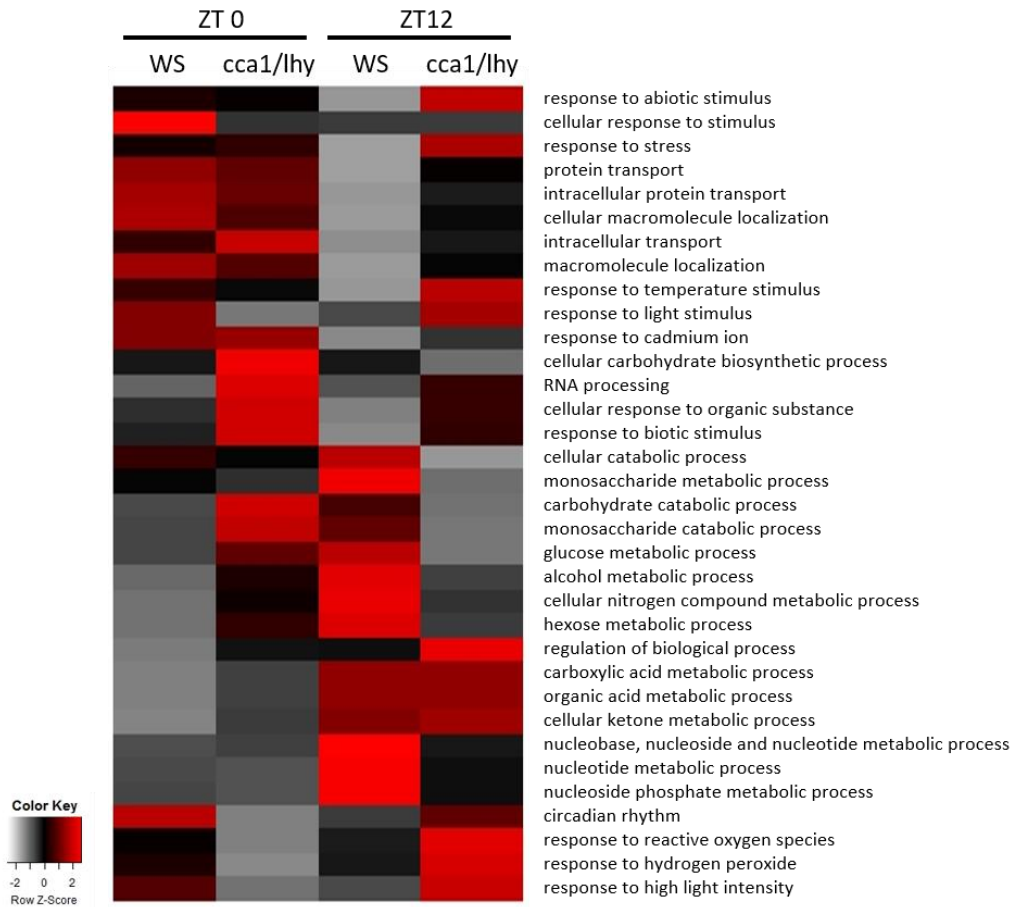 ZT 0 ZT12
WS cca1/lhy WS cca1/lhy
response to abiotic stimulus
cellular response to stimulus
response to stress
protein transport
intracellular protein transport
cellular macromolecule localization
intracellular transport
macromolecule localization
response to temperature stimulus
response to light stimulus
response to cadmium ion
cellular carbohydrate biosynthetic process
RNA processing
cellular response to organic substance
response to biotic stimulus
cellular catabolic process
monosaccharide metabolic process
carbohydrate catabolic process
monosaccharide catabolic process
glucose metabolic process
alcohol metabolic process
cellular nitrogen compound metabolic process
hexose metabolic process
regulation of biological process
carboxylic acid metabolic process
organic acid metabolic process
cellular ketone metabolic process
nucleobase, nucleoside and nucleotide metabolic process
nucleotide metabolic process
nucleoside phosphate metabolic process
circadian rhythm
response to reactive oxygen species
response to hydrogen peroxide
response to high light intensity
Color Key
-2 0 2
Row Z-Score